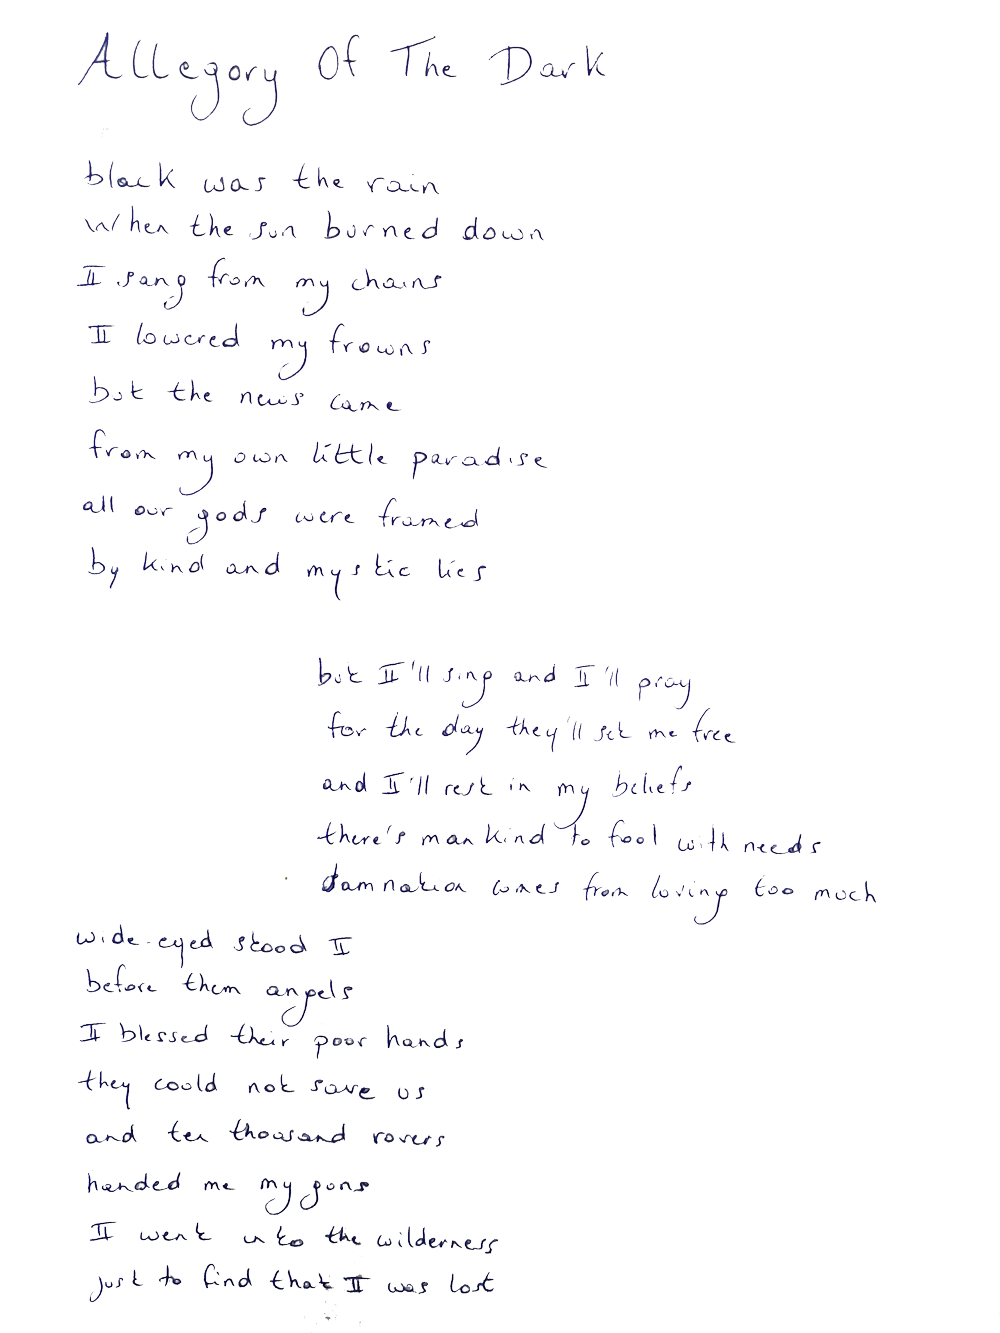 Allegory Of The Dark
black was the rain
When the sun burned down
I sang from my chains
I lowered my frowns
but the news came
from my own little paradise
all our gods were framed
by kind and mystic lies
but I'll sing and I'll pray
for the day they'll set me free
and I'll rest in my beliefs
there's mankind to fool with needs
damnation comes from loving too much
wide-eyed stood I
before them angels
I blessed their poor hands
they could not save us
and ten thousand rovers
handed me my guns
I went into the wilderness
just to find that I was lost